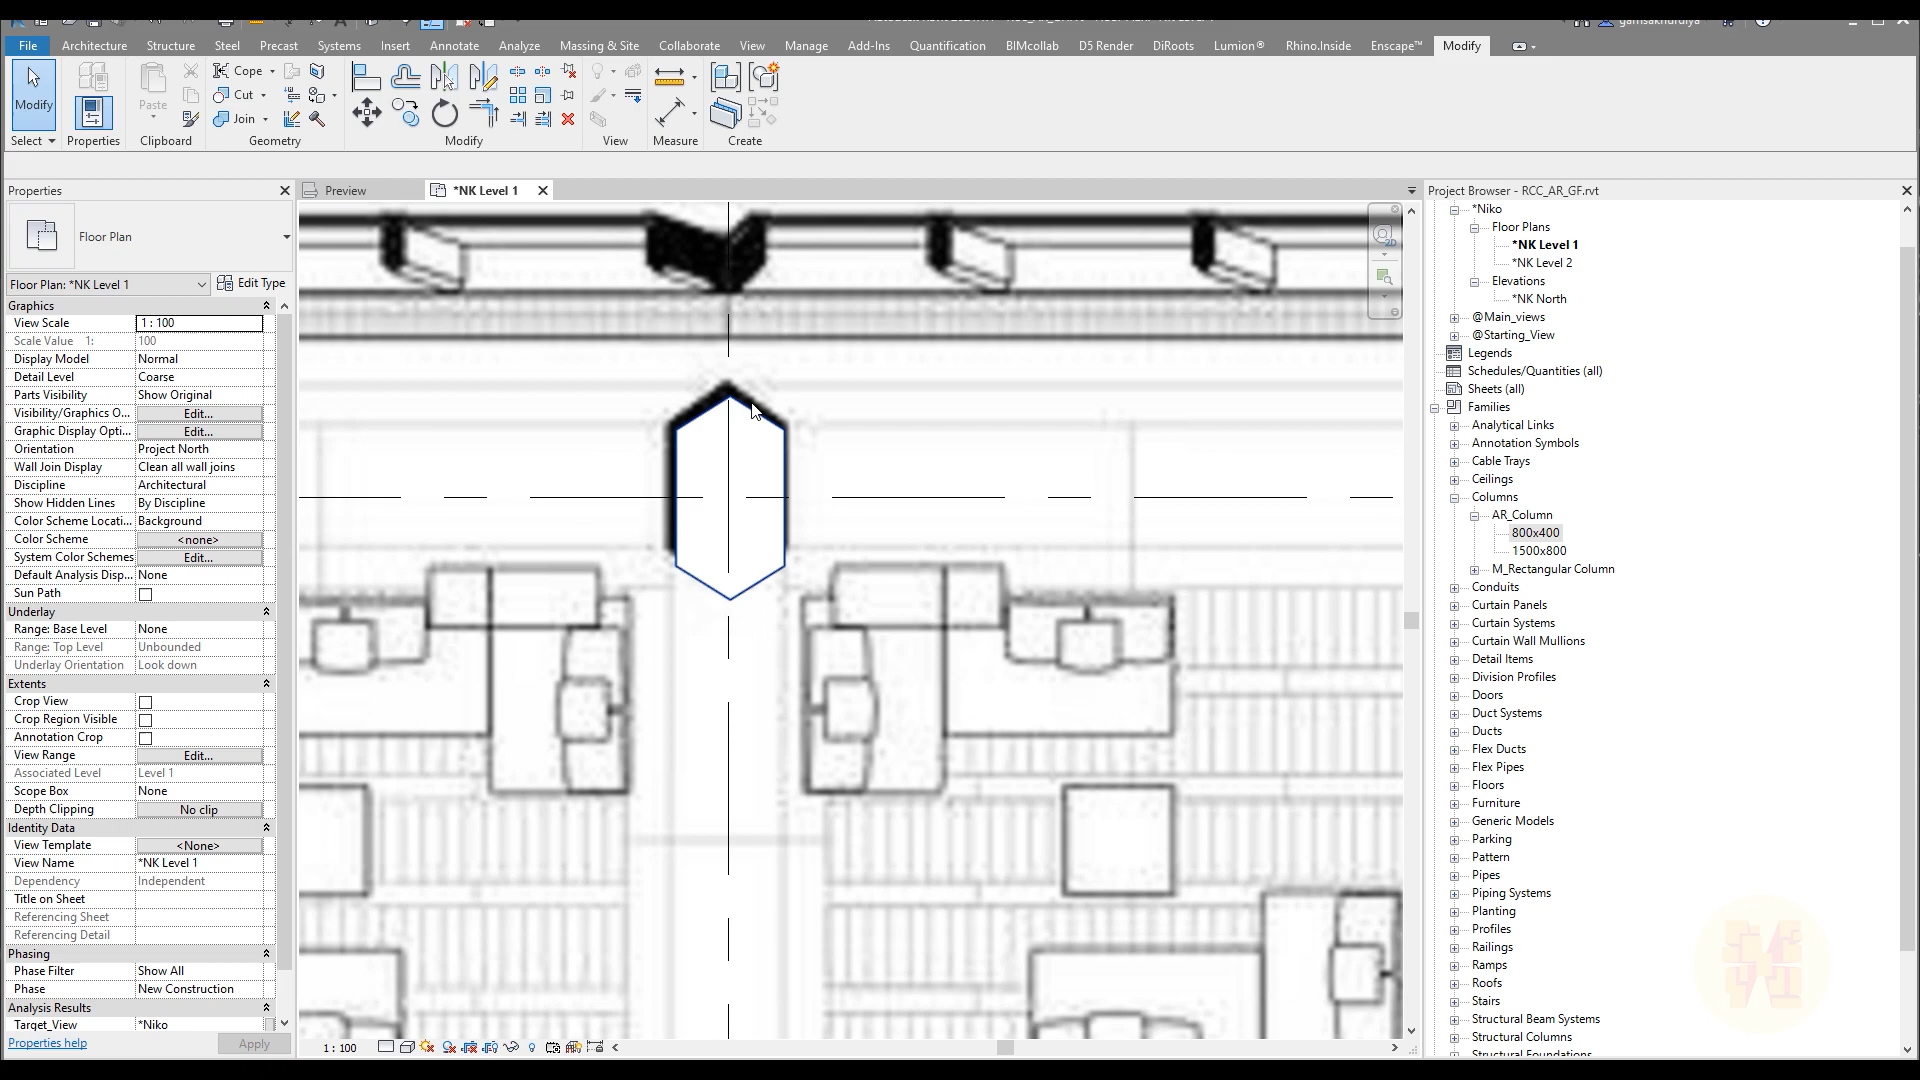 File Architecture Structure Steel Precast Systems Insert Annotate Analyze Massing & Site Collaborate View Manage Add-Ins Quantification BIMcollab D5 Render DiRoots Lumion® Rhino.Inside Enscape™ Modify
Modify Paste Cope
Cut
Join
Select Properties Clipboard Geometry Modify View Measure Create
Properties
Preview *NK Level 1
Project Browser - RCC_AR_GF.rvt
Floor Plan
Floor Plan: *NK Level 1 Edit Type
Graphics
View Scale 1 : 100
Scale Value 1: 100
Display Model Normal
Detail Level Coarse
Parts Visibility Show Original
Visibility/Graphics O... Edit...
Graphic Display Opti... Edit...
Orientation Project North
Wall Join Display Clean all wall joins
Discipline Architectural
Show Hidden Lines By Discipline
Color Scheme Locati... Background
Color Scheme <none>
System Color Schemes Edit...
Default Analysis Disp... None
Sun Path
Underlay
Range: Base Level None
Range: Top Level Unbounded
Underlay Orientation Look down
Extents
Crop View
Crop Region Visible
Annotation Crop
View Range Edit...
Associated Level Level 1
Scope Box None
Depth Clipping No clip
Identity Data
View Template <None>
View Name *NK Level 1
Dependency Independent
Title on Sheet
Referencing Sheet
Referencing Detail
Phasing
Phase Filter Show All
Phase New Construction
Analysis Results
Target_View *Niko
Properties help Apply
1 : 100
2D
*Niko
Floor Plans
*NK Level 1
*NK Level 2
Elevations
*NK North
@Main_views
@Starting_View
Legends
Schedules/Quantities (all)
Sheets (all)
Families
Analytical Links
Annotation Symbols
Cable Trays
Ceilings
Columns
AR_Column
800x400
1500x800
M_Rectangular Column
Conduits
Curtain Panels
Curtain Systems
Curtain Wall Mullions
Detail Items
Division Profiles
Doors
Duct Systems
Ducts
Flex Ducts
Flex Pipes
Floors
Furniture
Generic Models
Parking
Pattern
Pipes
Piping Systems
Planting
Profiles
Railings
Ramps
Roofs
Stairs
Structural Beam Systems
Structural Columns
Structural Foundations